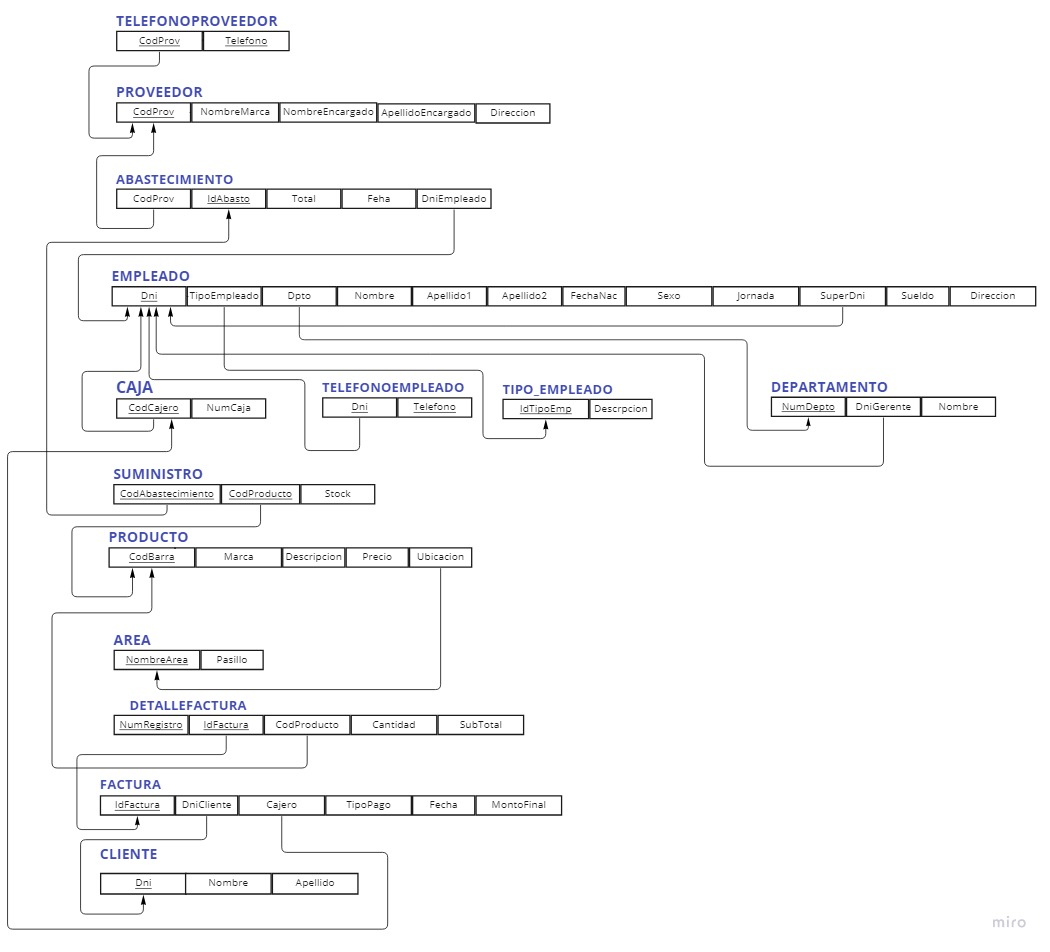 TELEFONOPROVEEDOR
CodProv Telefono
PROVEEDOR
CodProv NombreMarca NombreEncargado ApellidoEncargado Direccion
ABASTECIMIENTO
CodProv IdAbasto Total Feha DniEmpleado
EMPLEADO
Dni TipoEmpleado Dpto Nombre Apellido1 Apellido2 FechaNac Sexo Jornada SuperDni Sueldo Direccion
CAJA
CodCajero NumCaja
TELEFONOEMPLEADO
Dni Telefono
TIPO_EMPLEADO
IdTipoEmp Descrpcion
DEPARTAMENTO
NumDepto DniGerente Nombre
SUMINISTRO
CodAbastecimiento CodProducto Stock
PRODUCTO
CodBarra Marca Descripcion Precio Ubicacion
AREA
NombreArea Pasillo
DETALLEFACTURA
NumRegistro IdFactura CodProducto Cantidad SubTotal
FACTURA
IdFactura DniCliente Cajero TipoPago Fecha MontoFinal
CLIENTE
Dni Nombre Apellido
miro